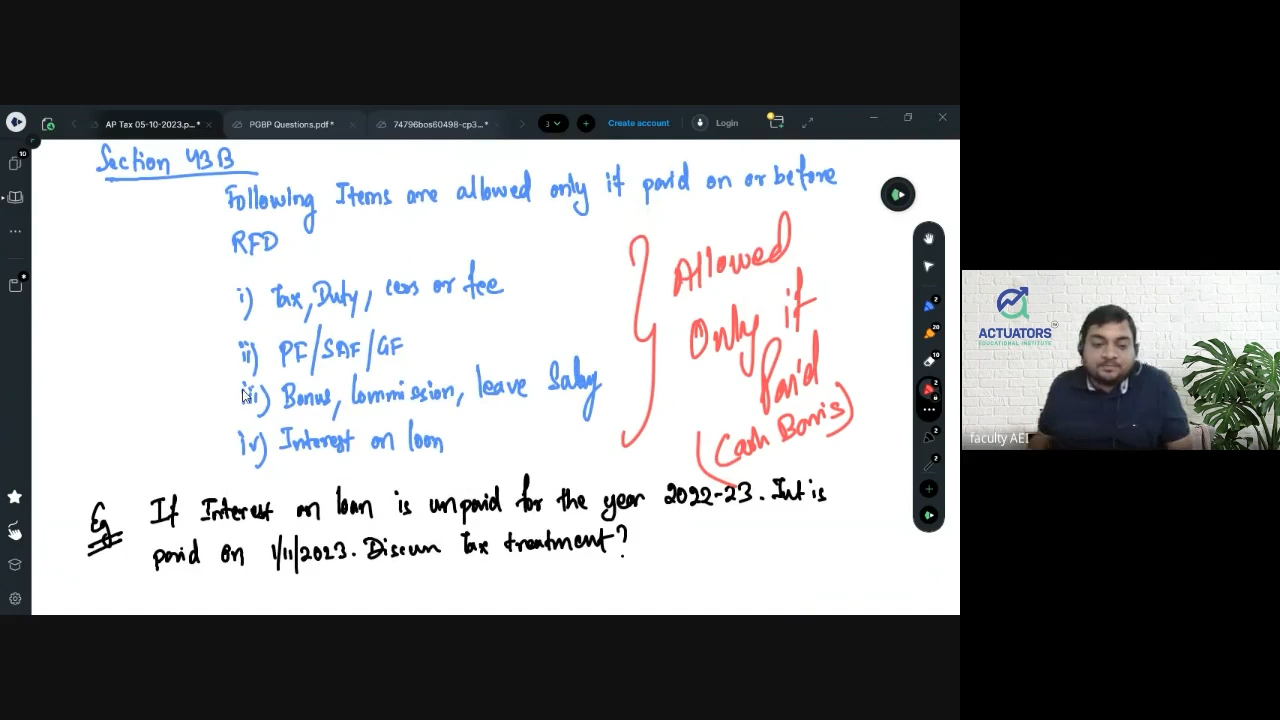 AP Tax 05-10-2023.p...*
PGBP Questions.pdf*
74796bos60498-cp3...*
3
Create account
Login
Section 43B
Following Items are allowed only if paid on or before
RFD
i) Tax, Duty, cess or fee
ii) PF/SAF/GF
iii) Bonus, Commission, leave Salary
iv) Interest on loan
Allowed
Only if
Paid
(Cash Basis)
Eg If Interest on loan is unpaid for the year 2022-23. Int is
paid on 1/11/2023. Discuss Tax treatment?
ACTUATORS
EDUCATIONAL INSTITUTE
faculty AEI